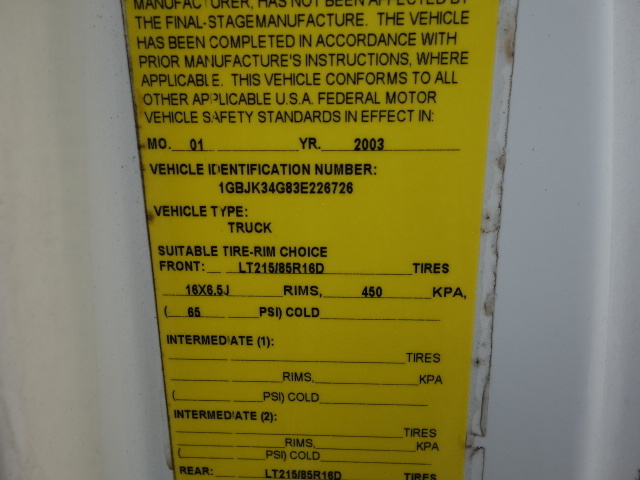 MANUFACTURER, HAS NOT BEEN AFFECTED BY
THE FINAL-STAGE MANUFACTURE. THE VEHICLE
HAS BEEN COMPLETED IN ACCORDANCE WITH
PRIOR MANUFACTURE'S INSTRUCTIONS, WHERE
APPLICABLE. THIS VEHICLE CONFORMS TO ALL
OTHER APPLICABLE U.S.A. FEDERAL MOTOR
VEHICLE SAFETY STANDARDS IN EFFECT IN:
MO. 01 YR. 2003
VEHICLE IDENTIFICATION NUMBER:
1GBJK34G83E226726
VEHICLE TYPE:
TRUCK
SUITABLE TIRE-RIM CHOICE
FRONT: LT215/85R16D TIRES
16X6.5J RIMS, 450 KPA,
( 65 PSI) COLD
INTERMEDIATE (1):
TIRES
RIMS, KPA
( PSI) COLD
INTERMEDIATE (2):
TIRES
RIMS, KPA
( PSI) COLD
REAR: LT215/85R16D TIRES